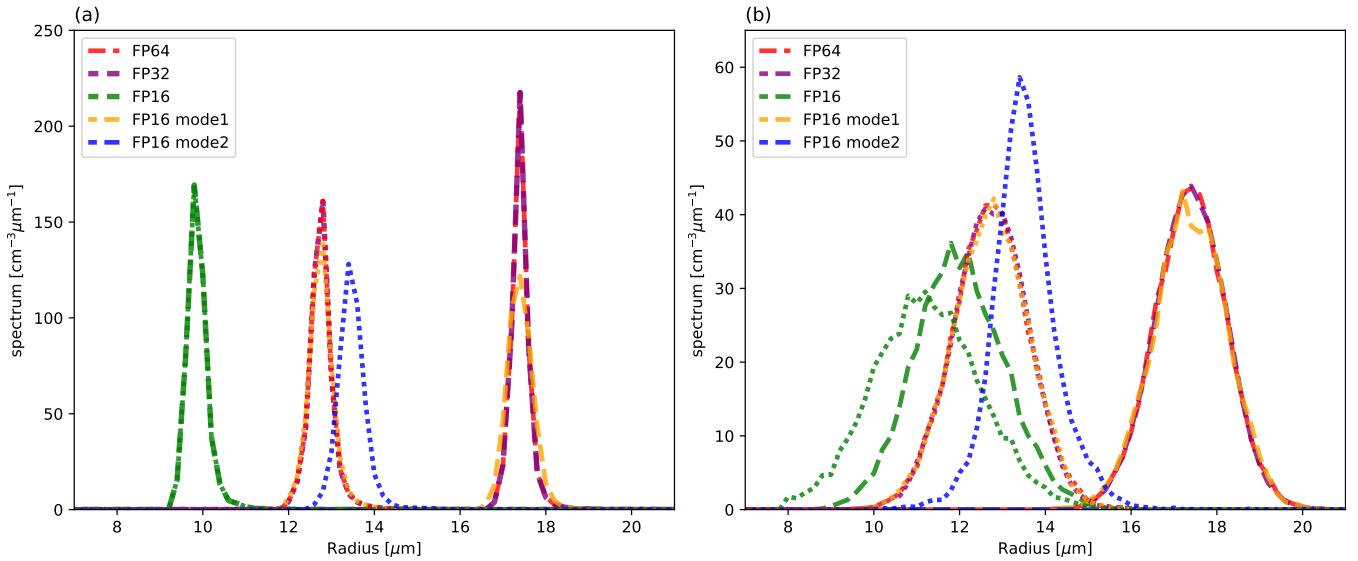 (a)
250
200
150
100
50
0
spectrum [cm⁻³μm⁻¹]
FP64
FP32
FP16
FP16 mode1
FP16 mode2
8 10 12 14 16 18 20
Radius [μm]
(b)
60
50
40
30
20
10
0
spectrum [cm⁻³μm⁻¹]
FP64
FP32
FP16
FP16 mode1
FP16 mode2
8 10 12 14 16 18 20
Radius [μm]